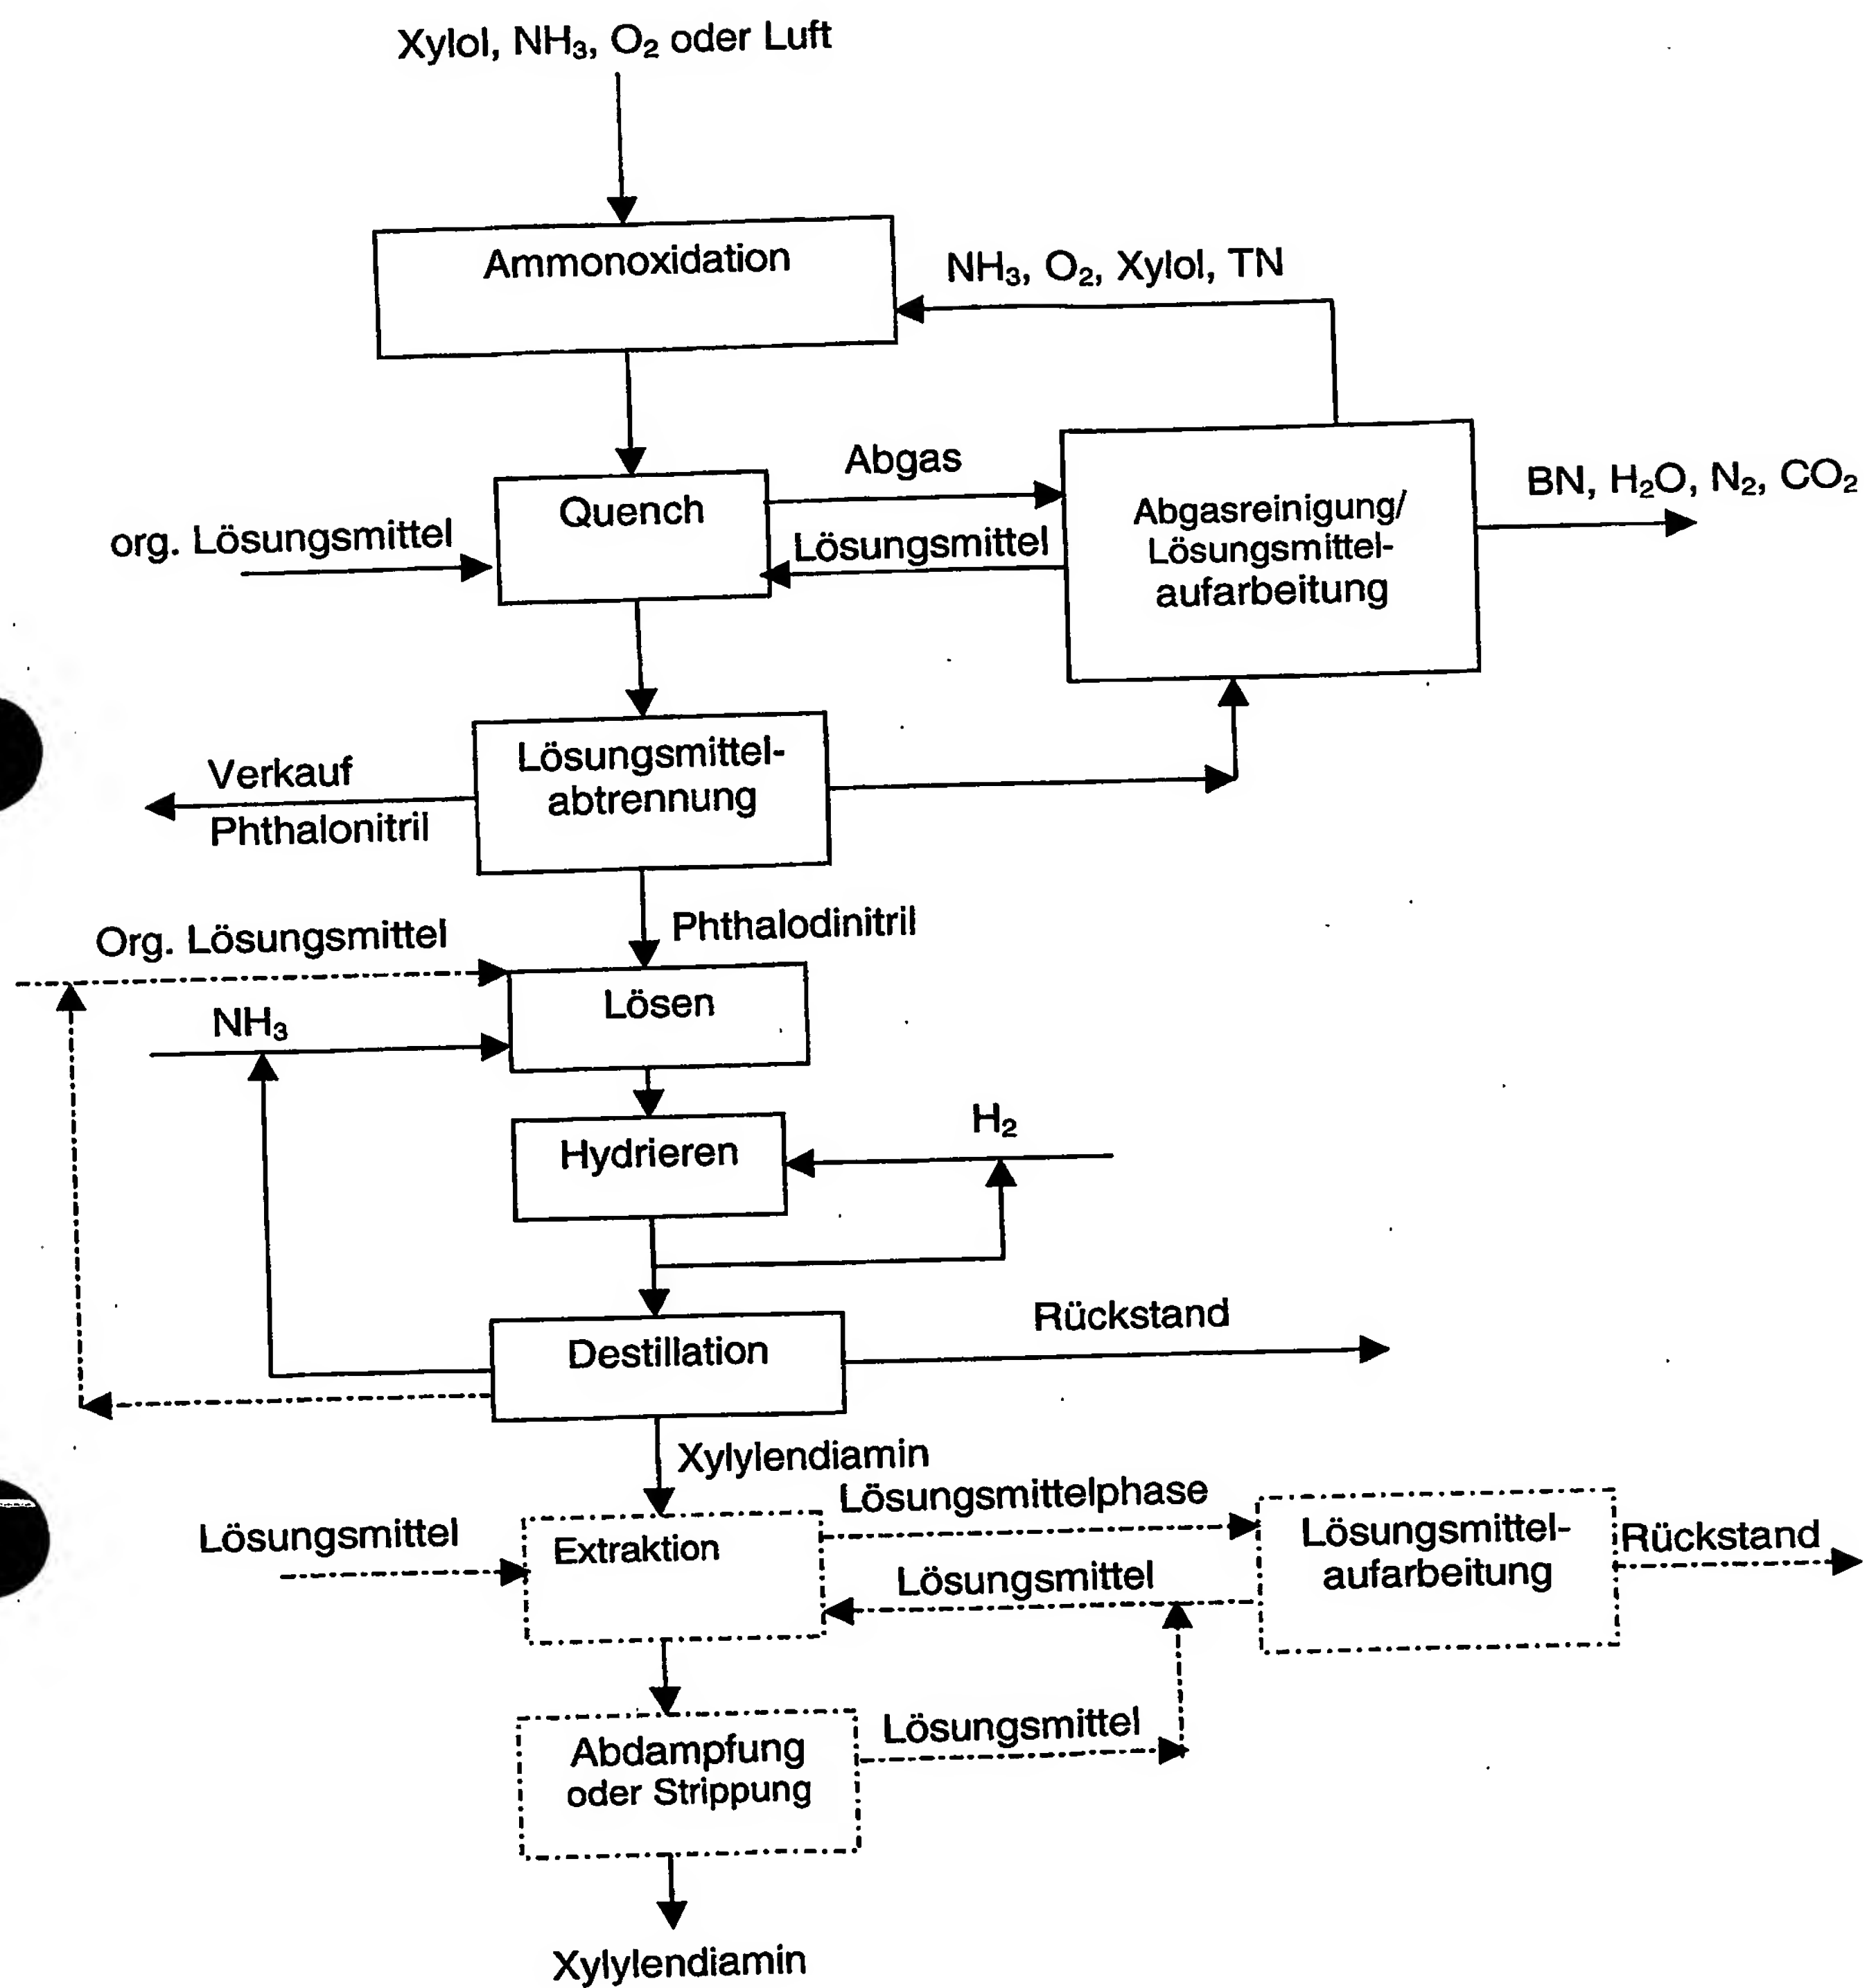 Xylol, NH₃, O₂ oder Luft
Ammonoxidation
NH₃, O₂, Xylol, TN
Abgas
BN, H₂O, N₂, CO₂
Quench
Abgasreinigung/
Lösungsmittel-
aufarbeitung
org. Lösungsmittel
Lösungsmittel
Lösungsmittel-
abtrennung
Verkauf
Phthalonitril
Phthalodinitril
Org. Lösungsmittel
Lösen
NH₃
H₂
Hydrieren
Rückstand
Destillation
Xylylendiamin
Lösungsmittelphase
Lösungsmittel
Extraktion
Lösungsmittel-
aufarbeitung
Rückstand
Lösungsmittel
Lösungsmittel
Abdampfung
oder Strippung
Xylylendiamin